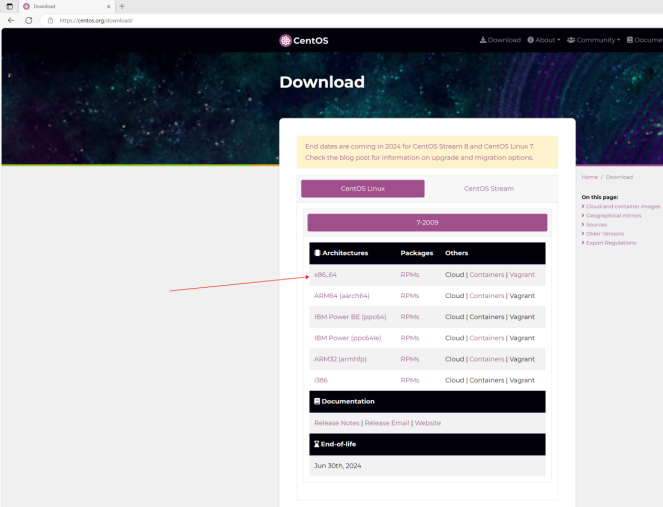 Download
https://centos.org/download/
CentOS
Download
About
Community
Docume
Download
End dates are coming in 2024 for CentOS Stream 8 and CentOS Linux 7.
Check the blog post for information on upgrade and migration options.
CentOS Linux
CentOS Stream
7-2009
Architectures Packages Others
x86_64 RPMs Cloud | Containers | Vagrant
ARM64 (aarch64) RPMs Cloud | Containers | Vagrant
IBM Power BE (ppc64) RPMs Cloud | Containers | Vagrant
IBM Power (ppc64le) RPMs Cloud | Containers | Vagrant
ARM32 (armhfp) RPMs Cloud | Containers | Vagrant
i386 RPMs Cloud | Containers | Vagrant
Documentation
Release Notes | Release Email | Website
End-of-life
Jun 30th, 2024
Home / Download
On this page:
Cloud and container images
Geographical mirrors
Sources
Older Versions
Export Regulations